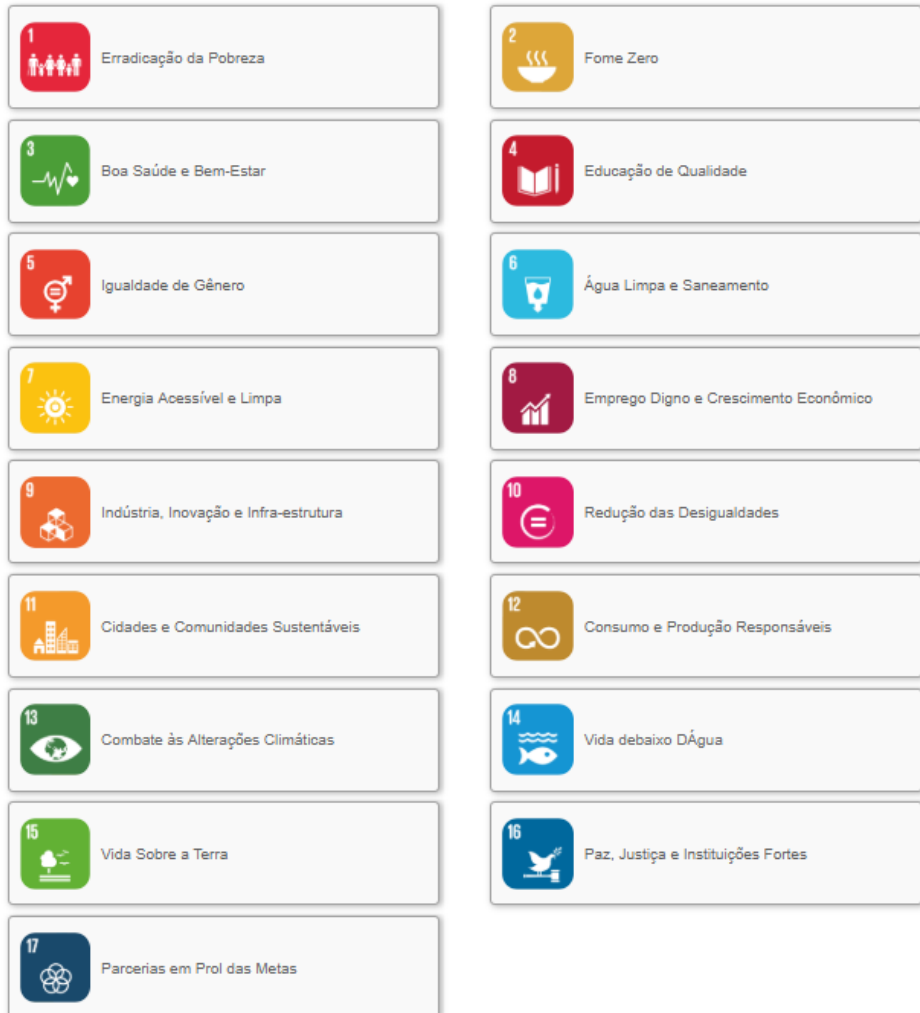 1
Erradicação da Pobreza
2
Fome Zero
3
Boa Saúde e Bem-Estar
4
Educação de Qualidade
5
Igualdade de Gênero
6
Água Limpa e Saneamento
7
Energia Acessível e Limpa
8
Emprego Digno e Crescimento Econômico
9
Indústria, Inovação e Infra-estrutura
10
Redução das Desigualdades
11
Cidades e Comunidades Sustentáveis
12
Consumo e Produção Responsáveis
13
Combate às Alterações Climáticas
14
Vida debaixo DÁgua
15
Vida Sobre a Terra
16
Paz, Justiça e Instituições Fortes
17
Parcerias em Prol das Metas